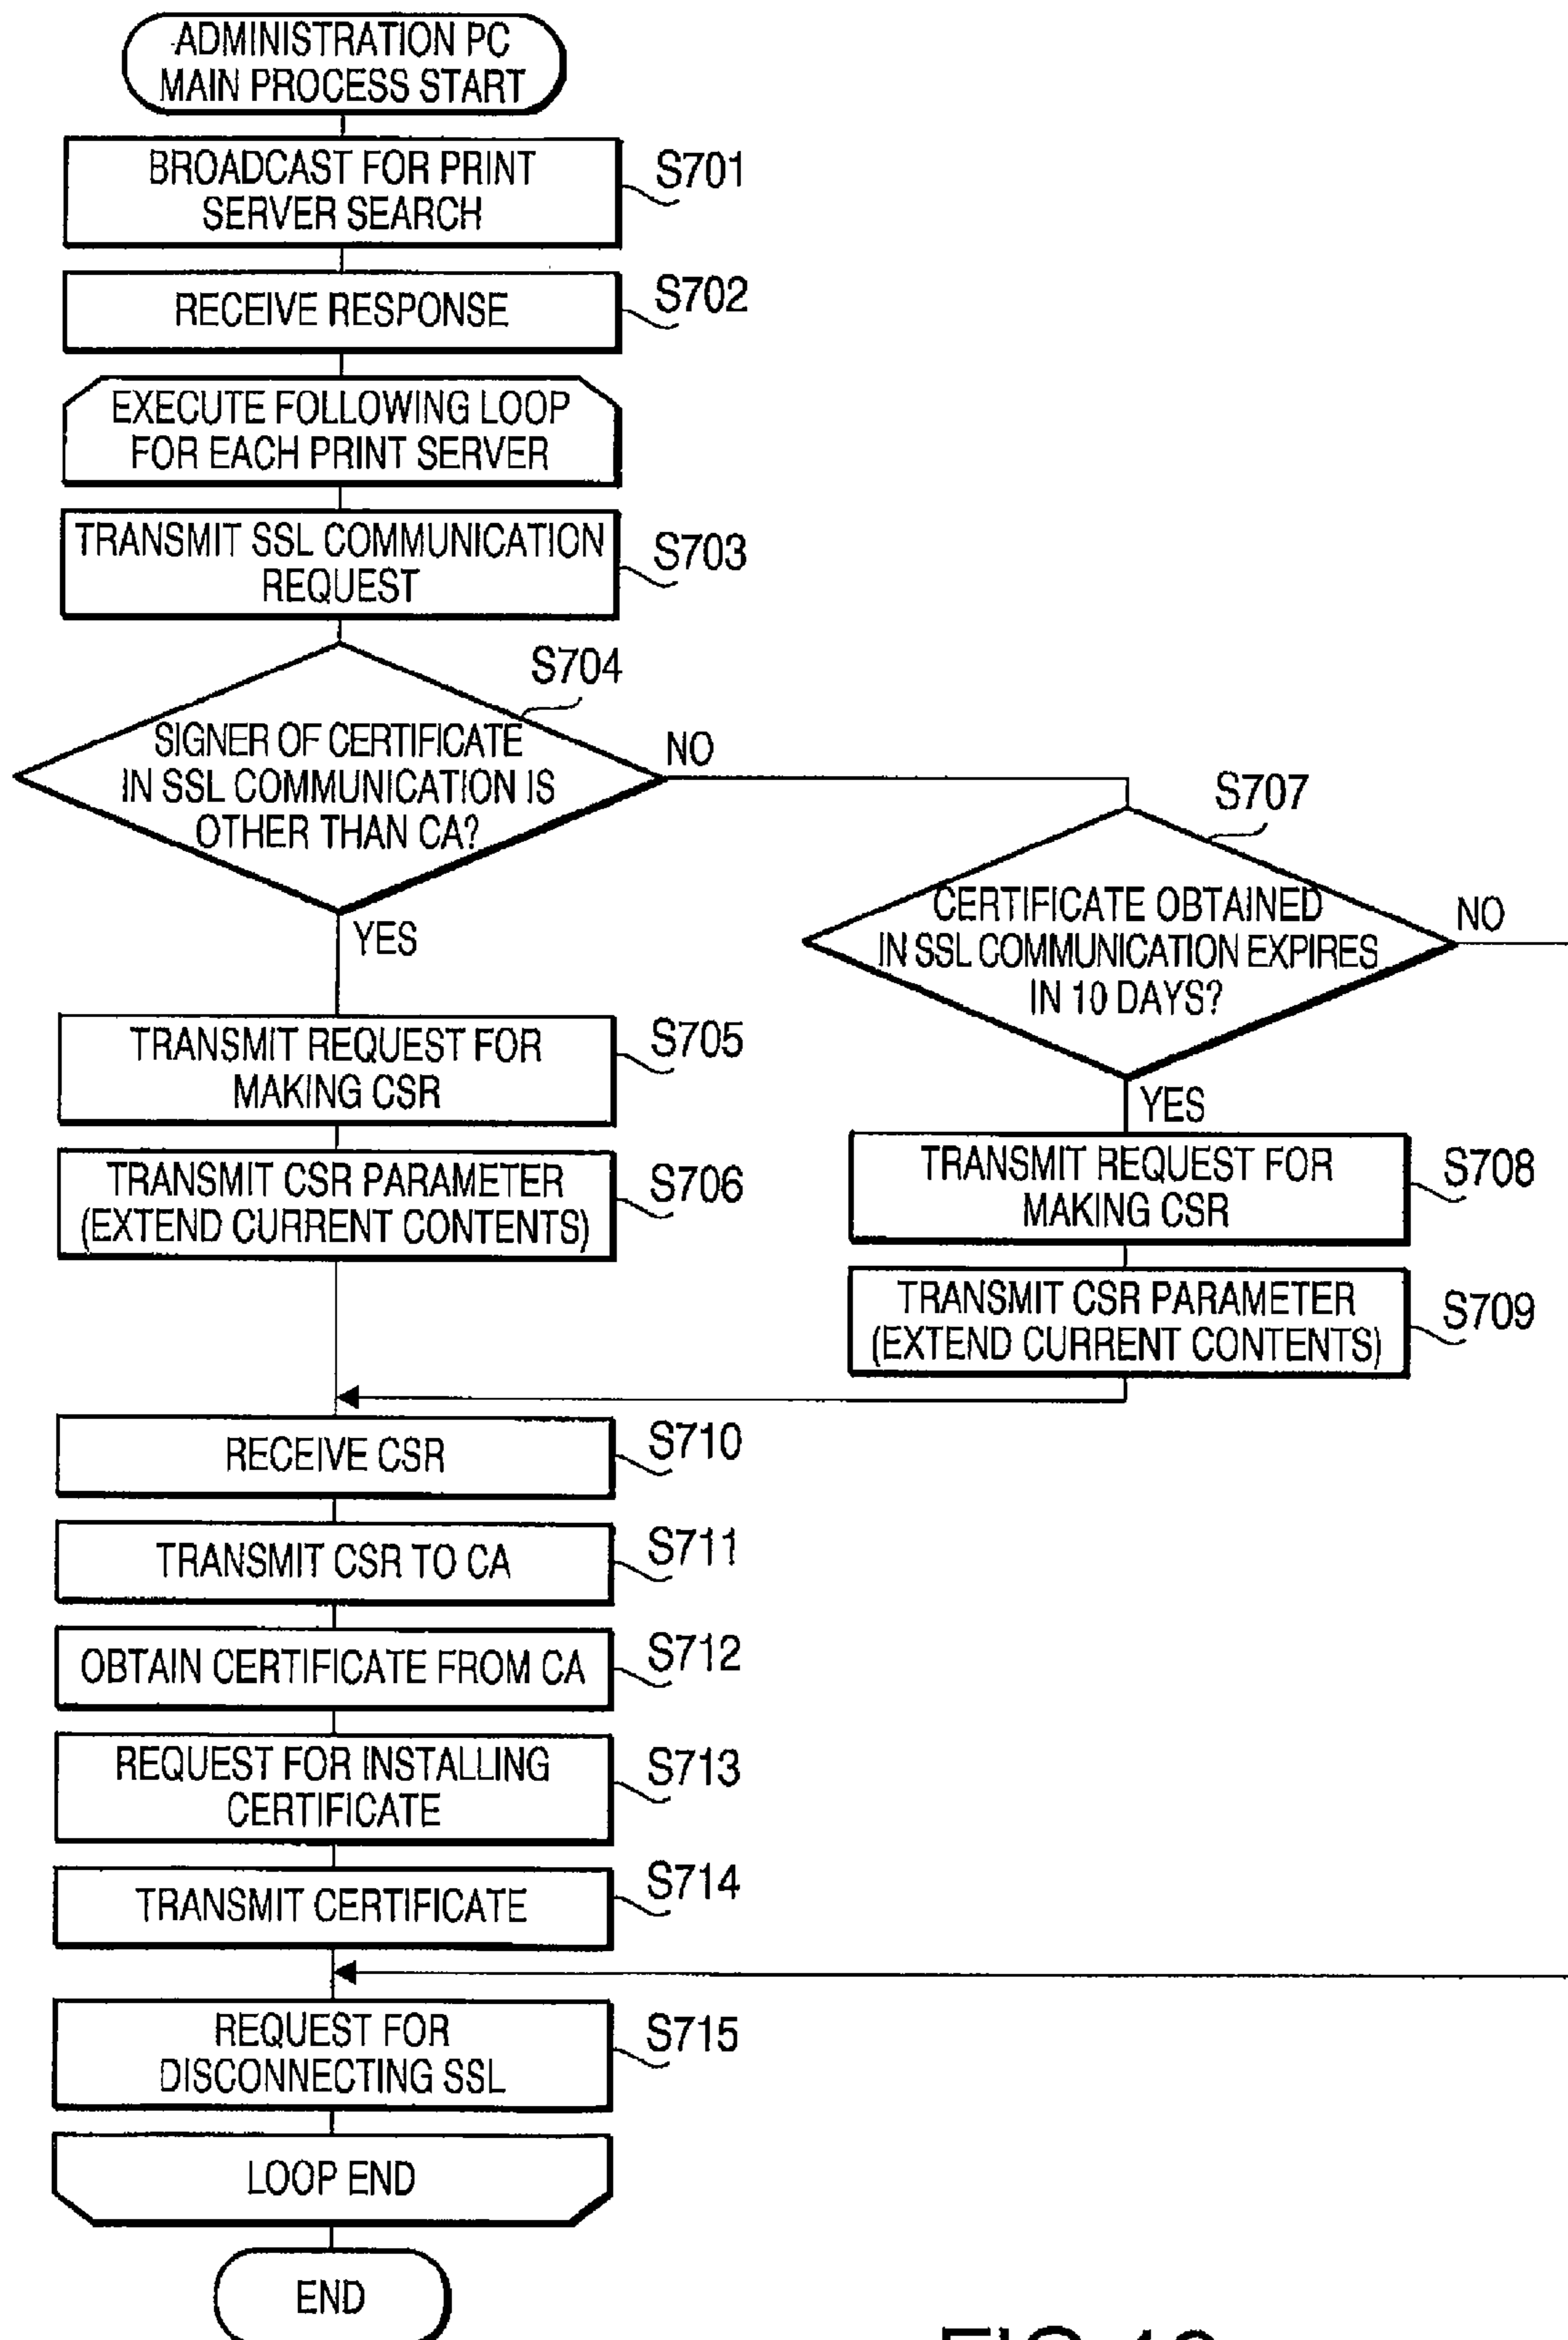 ADMINISTRATION PC
MAIN PROCESS START
BROADCAST FOR PRINT
SERVER SEARCH
S701
RECEIVE RESPONSE
S702
EXECUTE FOLLOWING LOOP
FOR EACH PRINT SERVER
TRANSMIT SSL COMMUNICATION
REQUEST
S703
S704
SIGNER OF CERTIFICATE
IN SSL COMMUNICATION IS
OTHER THAN CA?
NO
YES
S707
CERTIFICATE OBTAINED
IN SSL COMMUNICATION EXPIRES
IN 10 DAYS?
NO
YES
TRANSMIT REQUEST FOR
MAKING CSR
S705
TRANSMIT CSR PARAMETER
(EXTEND CURRENT CONTENTS)
S706
TRANSMIT REQUEST FOR
MAKING CSR
S708
TRANSMIT CSR PARAMETER
(EXTEND CURRENT CONTENTS)
S709
RECEIVE CSR
S710
TRANSMIT CSR TO CA
S711
OBTAIN CERTIFICATE FROM CA
S712
REQUEST FOR INSTALLING
CERTIFICATE
S713
TRANSMIT CERTIFICATE
S714
REQUEST FOR
DISCONNECTING SSL
S715
LOOP END
END